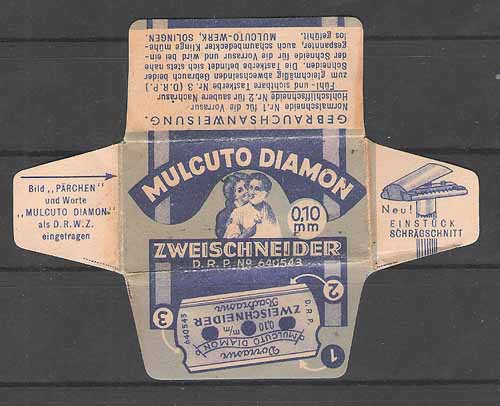 GEBRAUCHSANWEISUNG.
Normalschneide Nr. 1 für die Vorrasur
Hohlschliffschneide Nr. 2 für saubere Nachrasur
Fühl- und sichtbare Tastkerbe Nr. 3 (D.R.P.)
zum gleichmäßigen abwechselnden Gebrauch beider
Schneiden. Die Tastkerbe befindet sich stets nahe
der Schneide für die Vorrasur und wird bei ein-
gespannter, auch schaumbedeckter Klinge mühe-
los gefühlt. MULCUTO-WERK, SOLINGEN.
Bild „PÄRCHEN"
und Worte
„MULCUTO DIAMON"
als D.R.W.Z.
eingetragen
MULCUTO DIAMON
0,10
mm
ZWEISCHNEIDER
D.R.P. No 640543
Neu!
EINSTÜCK
SCHRÄGSCHNITT
1
2
3
Vorrasur
MULCUTO DIAMON
0,10 m/m
ZWEISCHNEIDER
Nachrasur
D.R.P.
640543